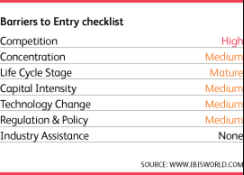 Barriers to Entry checklist
Competition High
Concentration Medium
Life Cycle Stage Mature
Capital Intensity Medium
Technology Change Medium
Regulation & Policy Medium
Industry Assistance None
SOURCE: WWW.IBISWORLD.COM